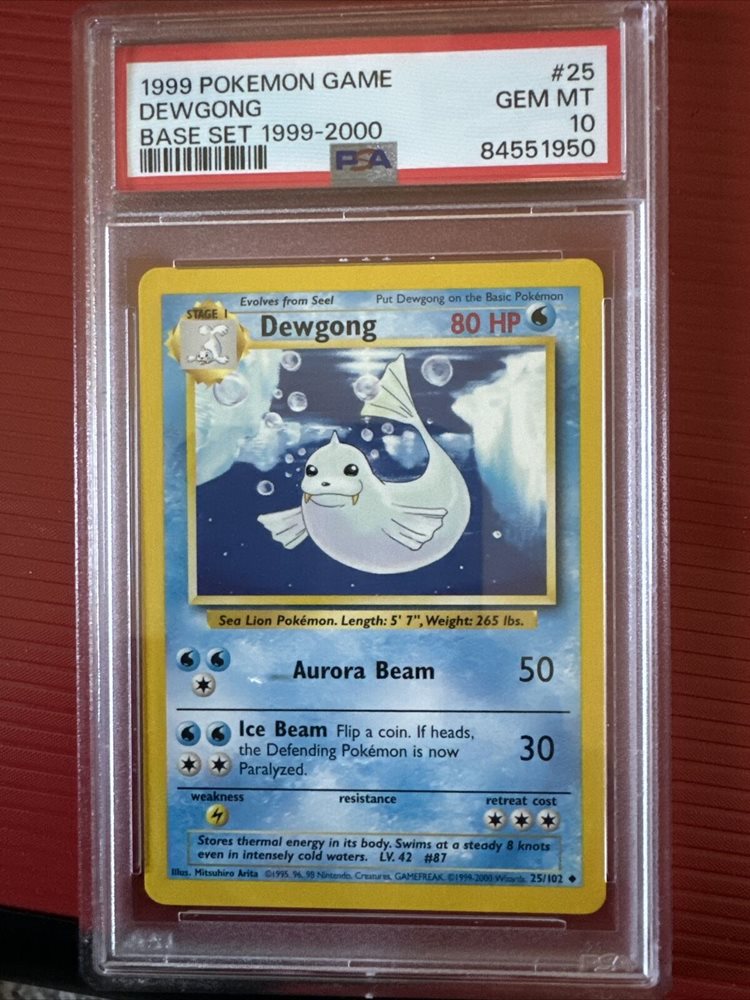 1999 POKEMON GAME #25
DEWGONG GEM MT
BASE SET 1999-2000 10
PSA 84551950
Evolves from Seel Put Dewgong on the Basic Pokémon
STAGE 1 Dewgong 80 HP
Sea Lion Pokémon. Length: 5' 7", Weight: 265 lbs.
Aurora Beam 50
Ice Beam Flip a coin. If heads,
the Defending Pokémon is now 30
Paralyzed.
weakness resistance retreat cost
Stores thermal energy in its body. Swims at a steady 8 knots
even in intensely cold waters. LV. 42 #87
Illus. Mitsuhiro Arita ©1995, 96, 98 Nintendo, Creatures, GAMEFREAK. ©1999-2000 Wizards. 25/102